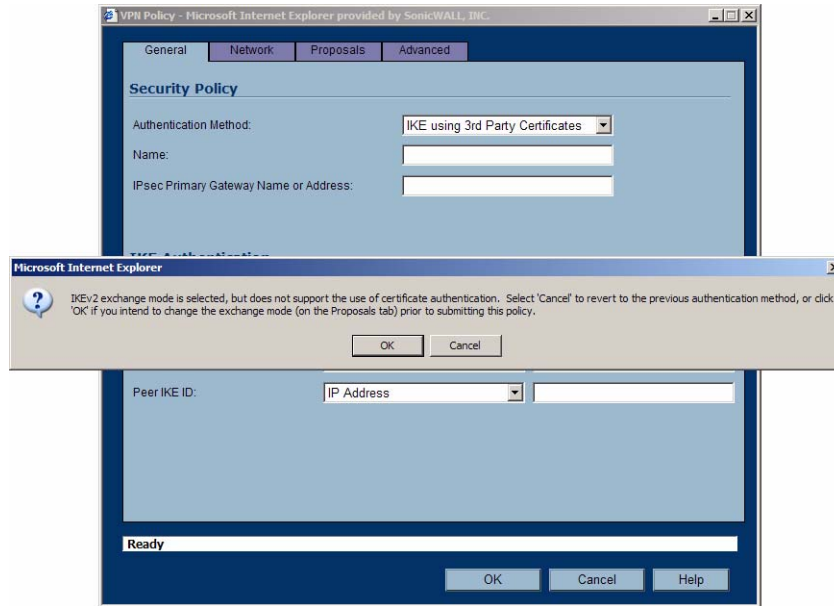 VPN Policy - Microsoft Internet Explorer provided by SonicWALL, INC.
General Network Proposals Advanced
Security Policy
Authentication Method: IKE using 3rd Party Certificates
Name:
IPsec Primary Gateway Name or Address:
IKE Authentication
Microsoft Internet Explorer
IKEv2 exchange mode is selected, but does not support the use of certificate authentication. Select 'Cancel' to revert to the previous authentication method, or click
'OK' if you intend to change the exchange mode (on the Proposals tab) prior to submitting this policy.
OK Cancel
Peer IKE ID: IP Address
Ready
OK Cancel Help